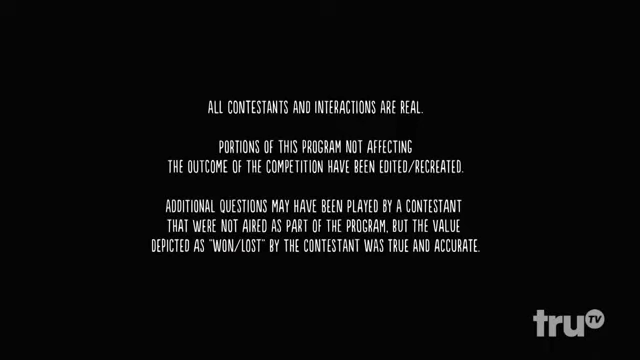 ALL CONTESTANTS AND INTERACTIONS ARE REAL.
PORTIONS OF THIS PROGRAM NOT AFFECTING
THE OUTCOME OF THE COMPETITION HAVE BEEN EDITED/RECREATED.
ADDITIONAL QUESTIONS MAY HAVE BEEN PLAYED BY A CONTESTANT
THAT WERE NOT AIRED AS PART OF THE PROGRAM, BUT THE VALUE
DEPICTED AS "WON/LOST" BY THE CONTESTANT WAS TRUE AND ACCURATE.
truTV